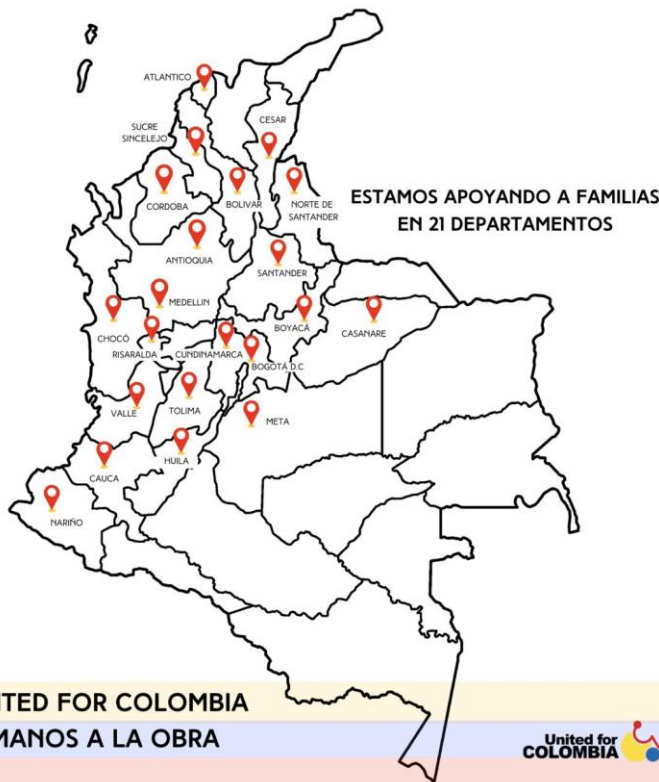 ATLANTICO
CESAR
SUCRE
SINCELEJO
CORDOBA
BOLIVAR
NORTE DE
SANTANDER
ESTAMOS APOYANDO A FAMILIAS
EN 21 DEPARTAMENTOS
ANTIOQUIA
SANTANDER
MEDELLIN
CHOCÓ
BOYACÁ
CASANARE
RISARALDA
CUNDINAMARCA
BOGOTÁ D.C
VALLE
TOLIMA
META
HUILA
CAUCA
NARIÑO
ITED FOR COLOMBIA
MANOS A LA OBRA
United for
COLOMBIA